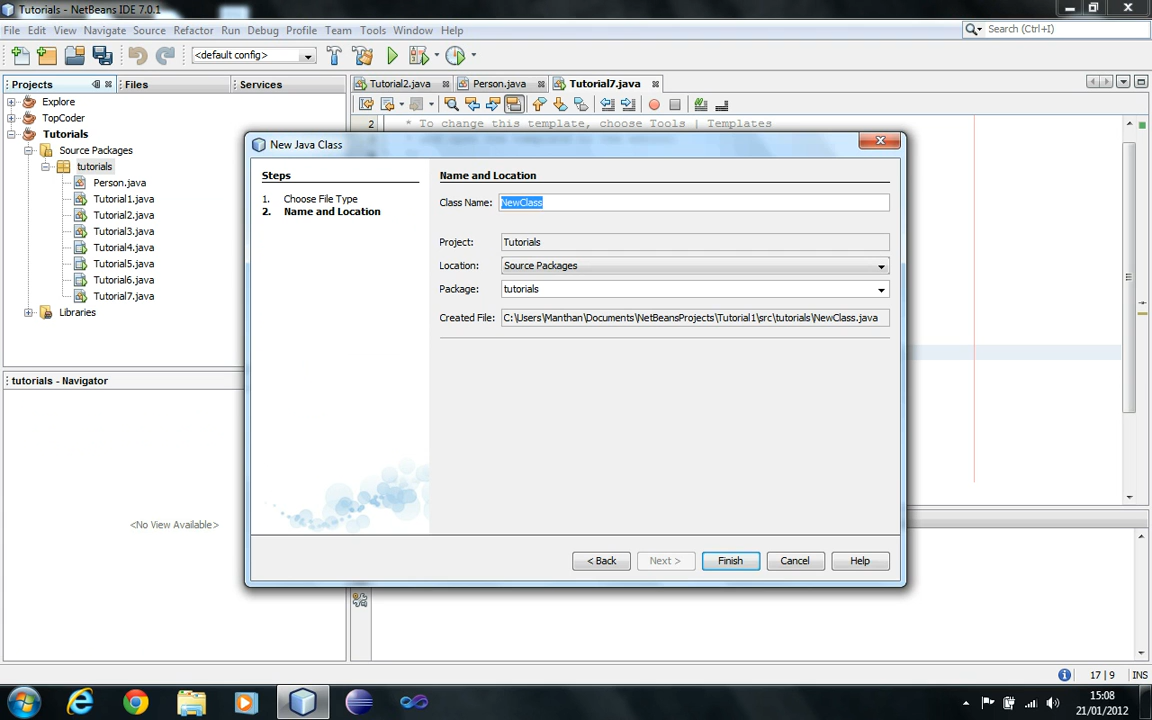 Tutorials - NetBeans IDE 7.0.1
File Edit View Navigate Source Refactor Run Debug Profile Team Tools Window Help
Search (Ctrl+I)
<default config>
Projects Files Services
Tutorial2.java Person.java Tutorial7.java
Explore
TopCoder
Tutorials
Source Packages
tutorials
Person.java
Tutorial1.java
Tutorial2.java
Tutorial3.java
Tutorial4.java
Tutorial5.java
Tutorial6.java
Tutorial7.java
Libraries
tutorials - Navigator
<No View Available>
2 * To change this template, choose Tools | Templates
New Java Class
Steps
1. Choose File Type
2. Name and Location
Name and Location
Class Name: NewClass
Project: Tutorials
Location: Source Packages
Package: tutorials
Created File: C:\Users\Manthan\Documents\NetBeansProjects\Tutorial1\src\tutorials\NewClass.java
< Back Next > Finish Cancel Help
17 | 9 INS
15:08
21/01/2012